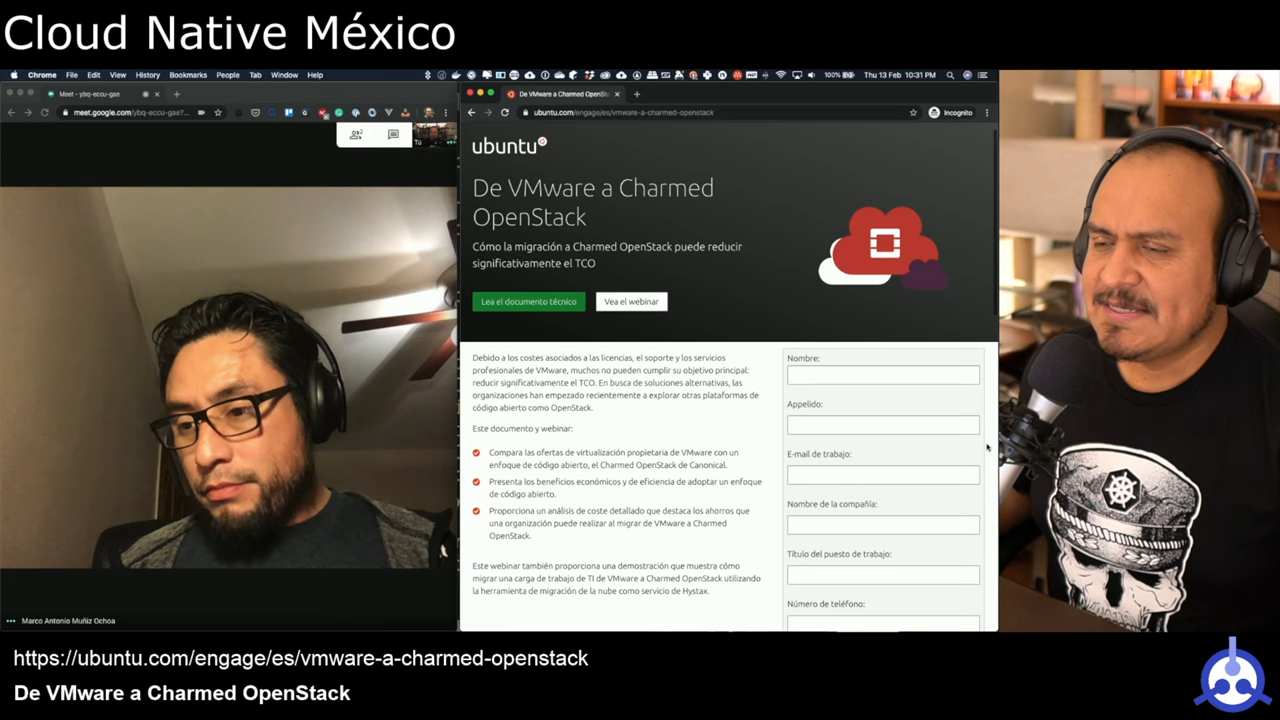 Cloud Native México
Chrome File Edit View History Bookmarks People Tab Window Help
100% Thu 13 Feb 10:31 PM
Meet - ybq-eccu-gae
meet.google.com/ybq-eccu-gae?...
Tú
De VMware a Charmed OpenSta
ubuntu.com/engage/es/vmware-a-charmed-openstack
Incognito
ubuntu
De VMware a Charmed
OpenStack
Cómo la migración a Charmed OpenStack puede reducir
significativamente el TCO
Lea el documento técnico
Vea el webinar
Debido a los costes asociados a las licencias, el soporte y los servicios
profesionales de VMware, muchos no pueden cumplir su objetivo principal:
reducir significativamente el TCO. En busca de soluciones alternativas, las
organizaciones han empezado recientemente a explorar otras plataformas de
código abierto como OpenStack.
Este documento y webinar:
Compara las ofertas de virtualización propietaria de VMware con un
enfoque de código abierto, el Charmed OpenStack de Canonical.
Presenta los beneficios económicos y de eficiencia de adoptar un enfoque
de código abierto.
Proporciona un análisis de coste detallado que destaca los ahorros que
una organización puede realizar al migrar de VMware a Charmed
OpenStack.
Este webinar también proporciona una demostración que muestra cómo
migrar una carga de trabajo de TI de VMware a Charmed OpenStack utilizando
la herramienta de migración de la nube como servicio de Hystax.
Nombre:
Appelido:
E-mail de trabajo:
Nombre de la compañía:
Título del puesto de trabajo:
Número de teléfono:
Marco Antonio Muñiz Ochoa
https://ubuntu.com/engage/es/vmware-a-charmed-openstack
De VMware a Charmed OpenStack